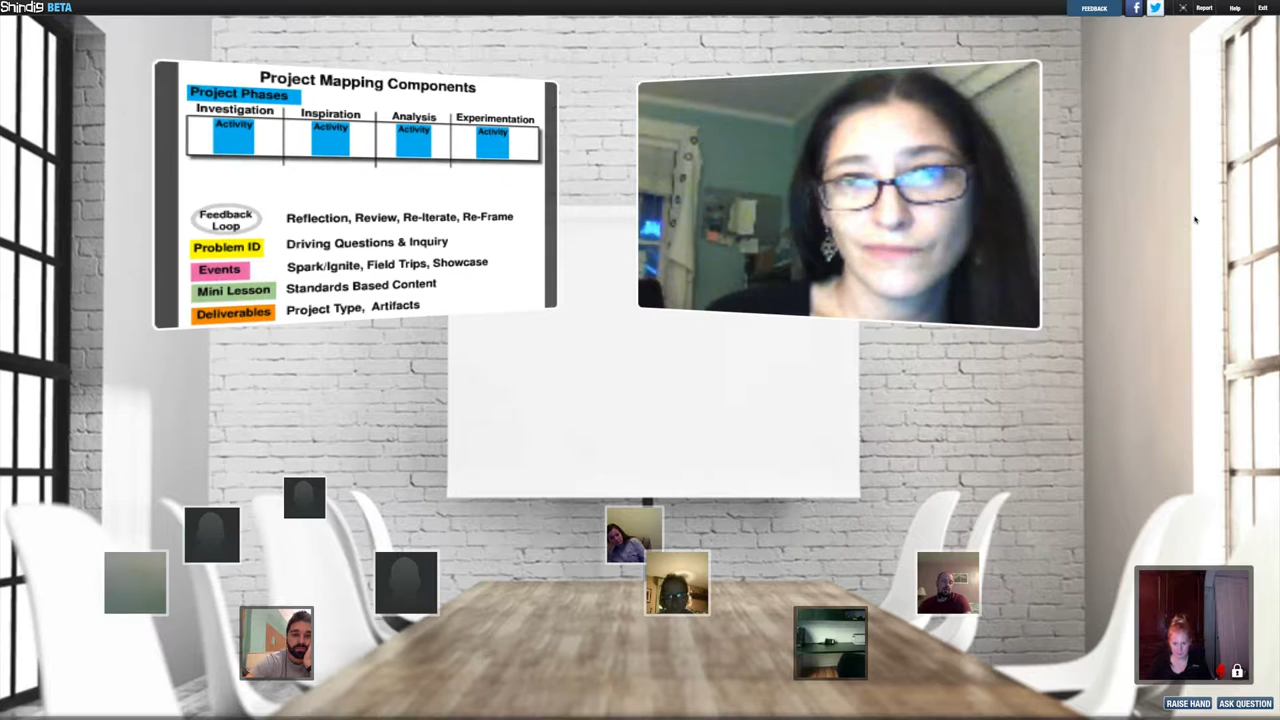 Shindig BETA
FEEDBACK
Report
Help
Exit
Project Mapping Components
Project Phases
Investigation Inspiration Analysis Experimentation
Activity Activity Activity Activity
Feedback Loop Reflection, Review, Re-Iterate, Re-Frame
Problem ID Driving Questions & Inquiry
Events Spark/Ignite, Field Trips, Showcase
Mini Lesson Standards Based Content
Deliverables Project Type, Artifacts
RAISE HAND ASK QUESTION